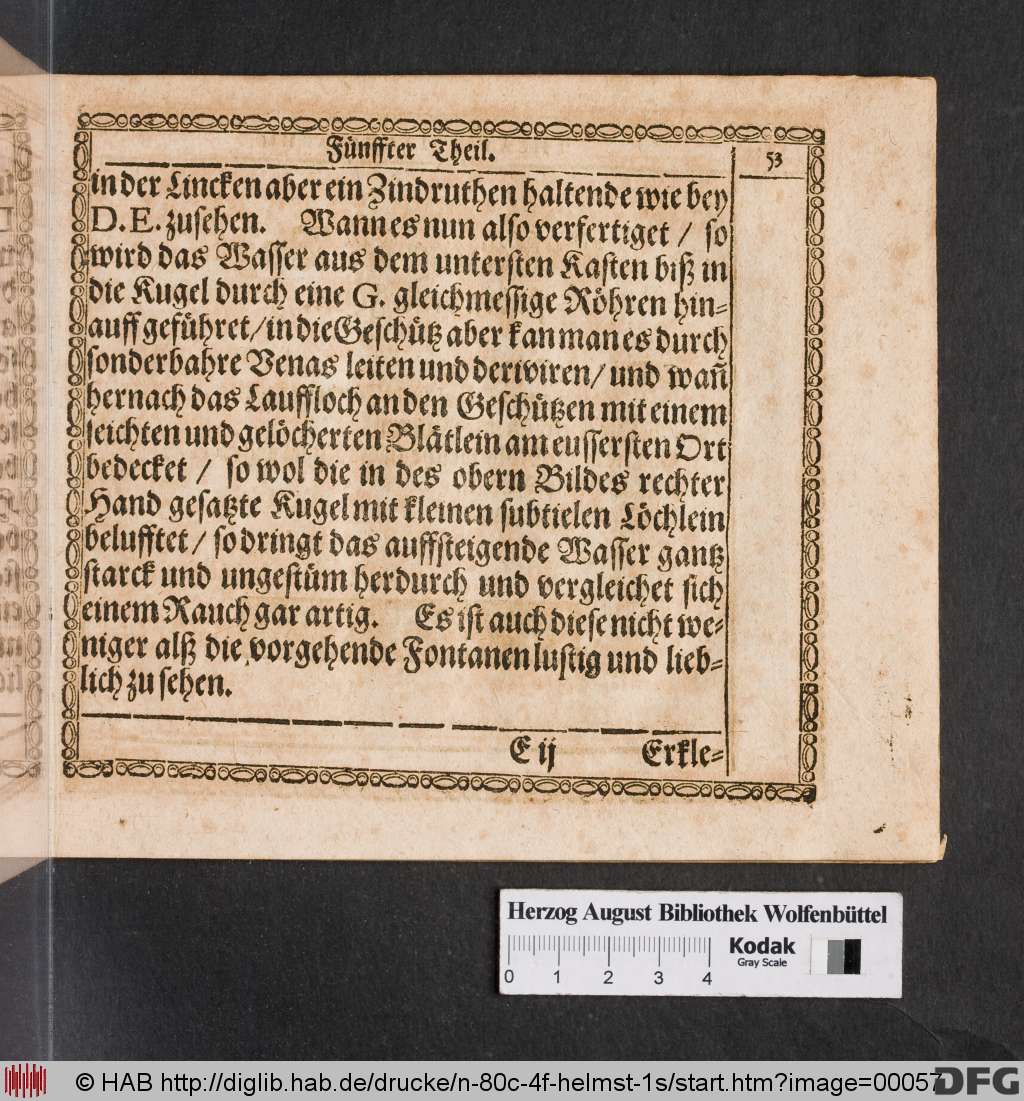 Fünffter Theil.
53
in der Lincken aber ein Zindruthen haltende wie bey
D. E. zusehen. Wann es nun also verfertiget / so
wird das Wasser aus dem untersten Kasten biß in
die Kugel durch eine G. gleichmessige Röhren hin-
auff geführet / in die Geschütz aber kan man es durch
sonderbahre Venas leiten und deriviren / und wañ
hernach das Lauffloch an den Geschützen mit einem
leichten und gelöcherten Blätlein am eussersten Ort
bedecket / so wol die in des obern Bildes rechter
Hand gesatzte Kugel mit kleinen subtielen Löchlein
belufftet / so dringt das auffsteigende Wasser gantz
starck und ungestüm herdurch und vergleichet sich
einem Rauch gar artig. Es ist auch diese nicht we-
niger alß die vorgehende Fontanen lustig und lieb-
lich zu sehen.
E ij Erkle-
Herzog August Bibliothek Wolfenbüttel
Kodak
Gray Scale
0 1 2 3 4
© HAB http://diglib.hab.de/drucke/n-80c-4f-helmst-1s/start.htm?image=00057
DFG